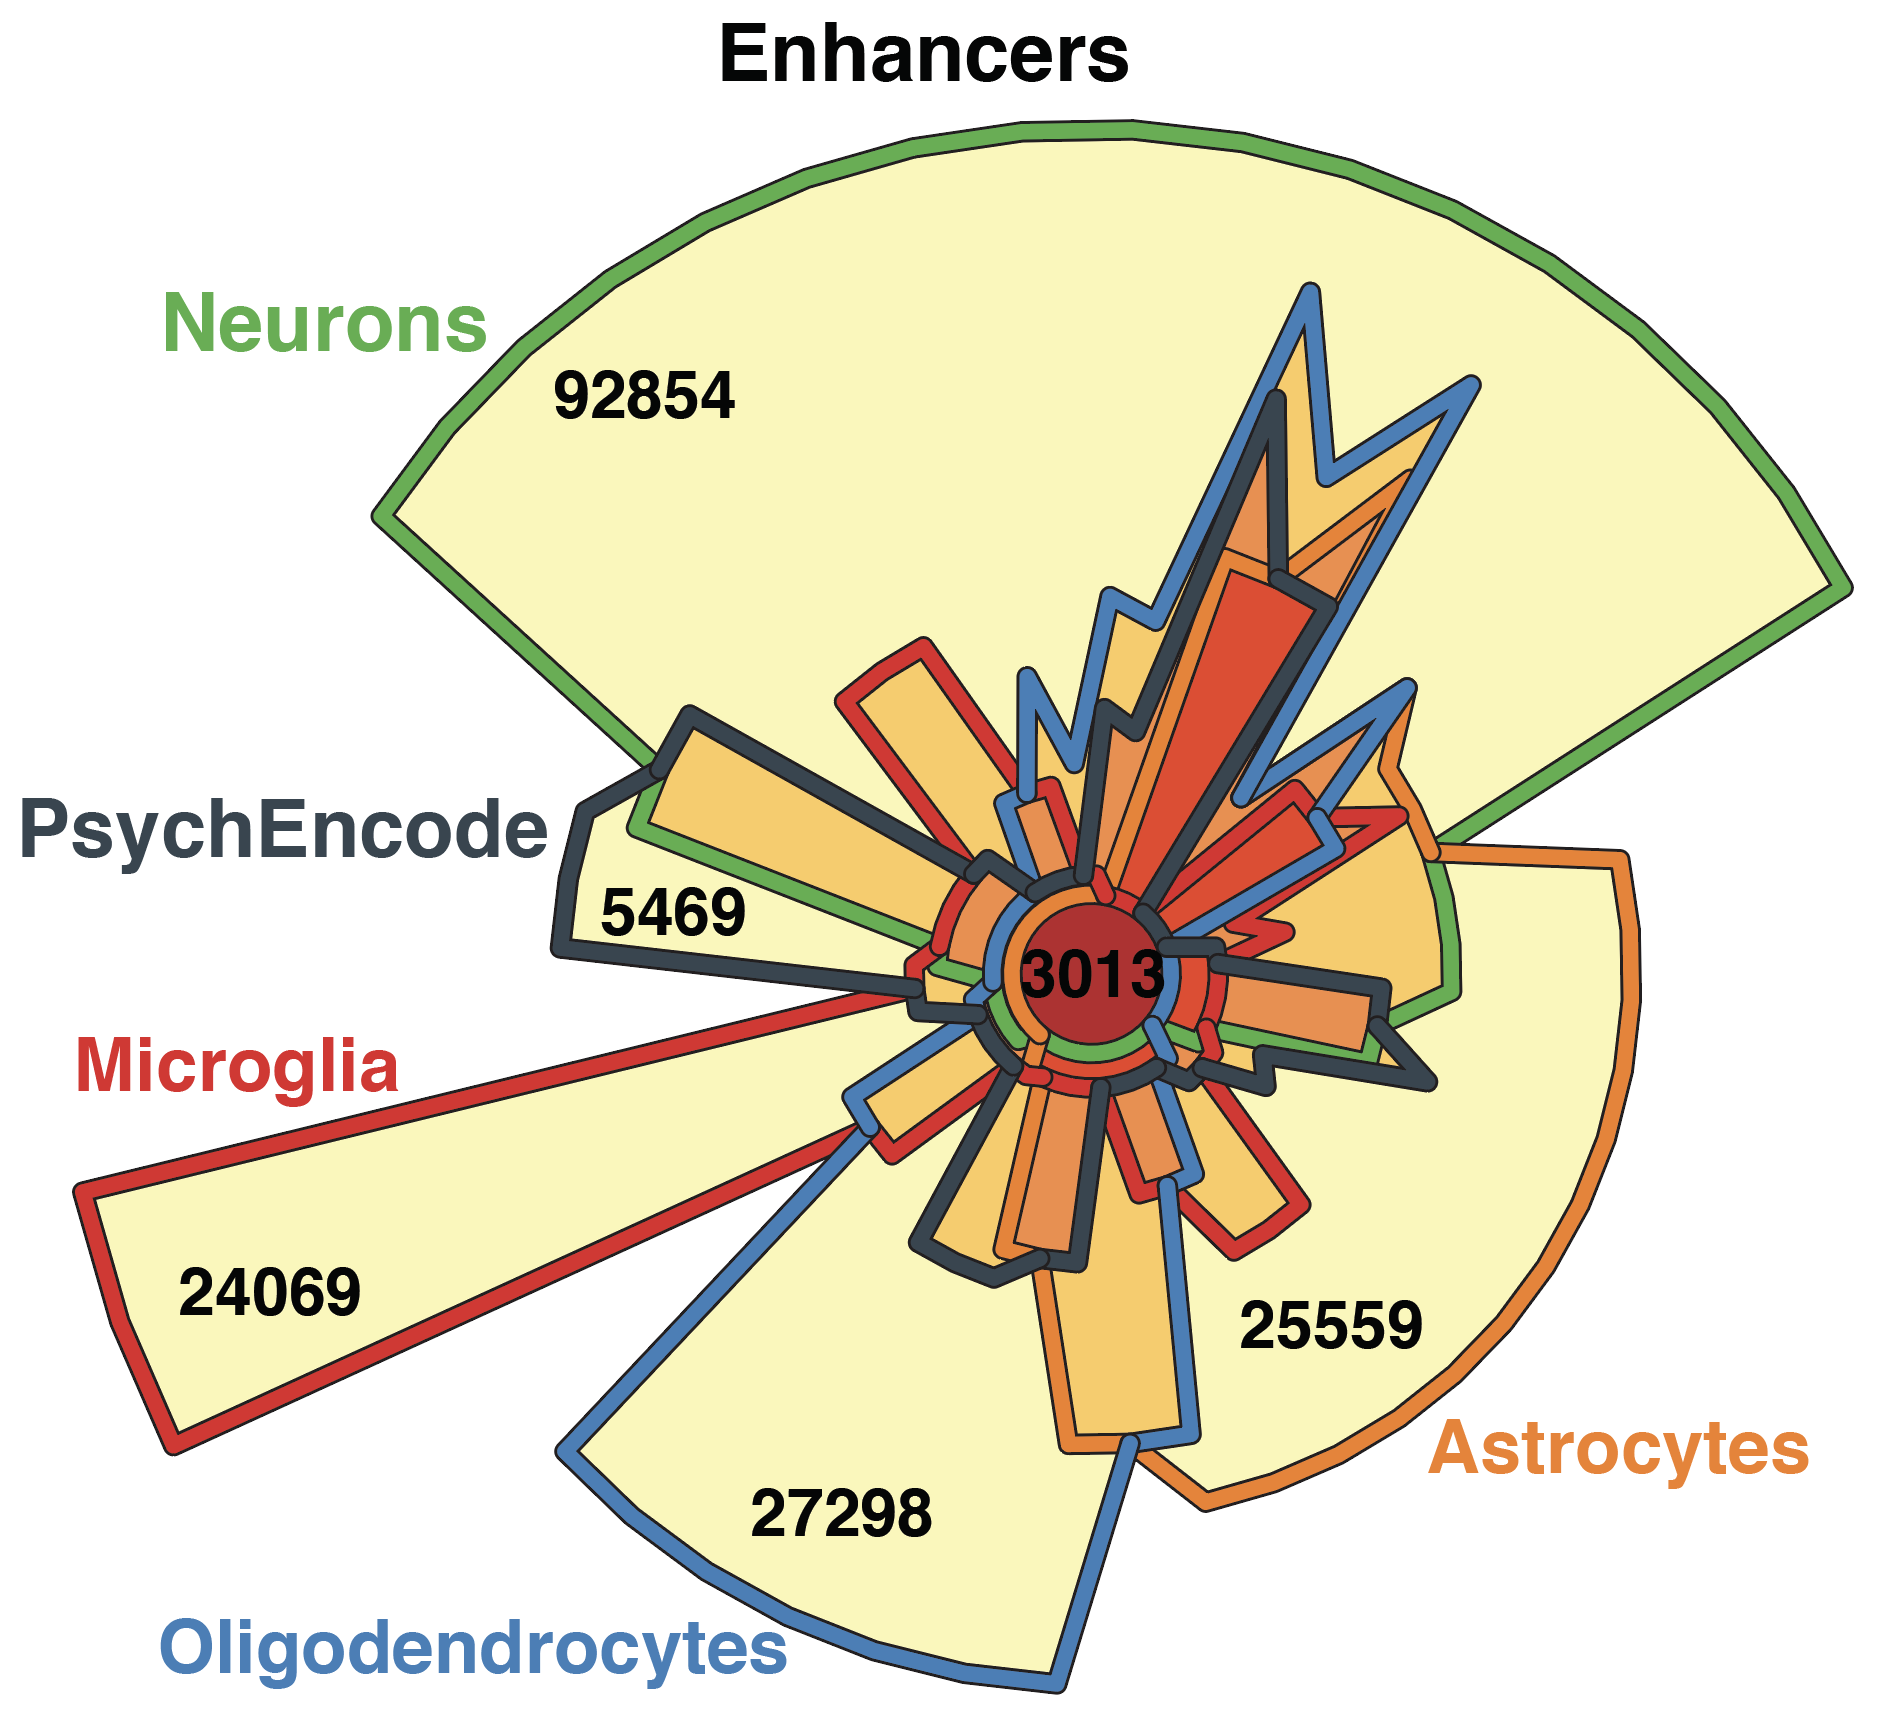 Enhancers
Neurons
92854
PsychEncode
5469
3013
Microglia
24069
25559
Astrocytes
27298
Oligodendrocytes